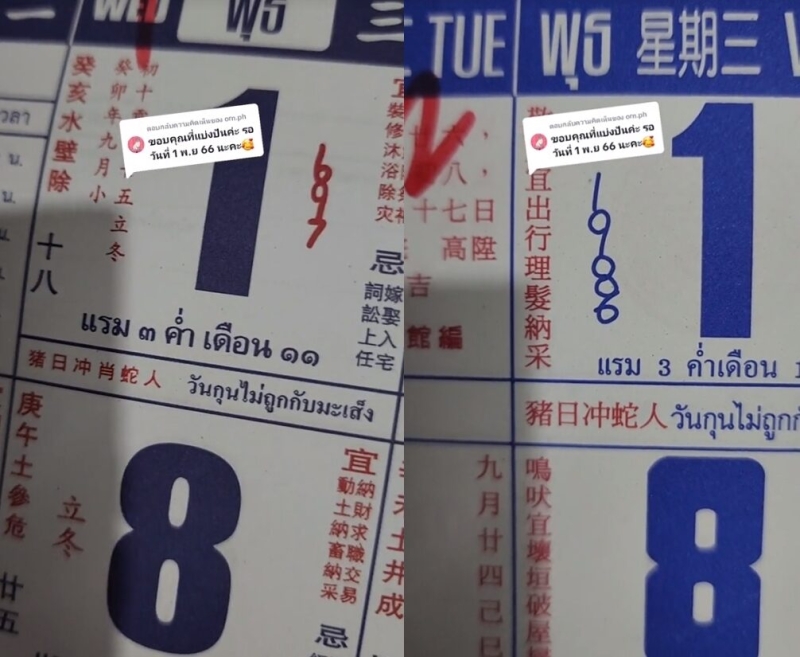 WED พุธ 三
癸亥水壁除
癸卯年九月小
十八
ตอบกลับความคิดเห็นของ om.ph
ขอบคุณที่แบ่งปันค่ะ รอ
วันที่ 1 พ.ย 66 นะคะ🥰
1
697
立冬
忌
詞嫁
訟娶
上入
任宅
แรม ๓ ค่ำ เดือน ๑๑
豬日冲肖蛇人 วันกุนไม่ถูกกับมะเส็ง
庚午土參危
立冬
廿五
8
宜
動納
土財
納求
畜職
納交
采易
忌
井成
TUE พุธ 星期三
八,
十七日
高陞
吉
館編
宜出行理髮納采
ตอบกลับความคิดเห็นของ om.ph
ขอบคุณที่แบ่งปันค่ะ รอ
วันที่ 1 พ.ย 66 นะคะ🥰
1
19086
แรม 3 ค่ำเดือน 1
豬日冲蛇人 วันกุนไม่ถูกกั
九月廿四己巳
鳴吠宜壞垣破屋
8